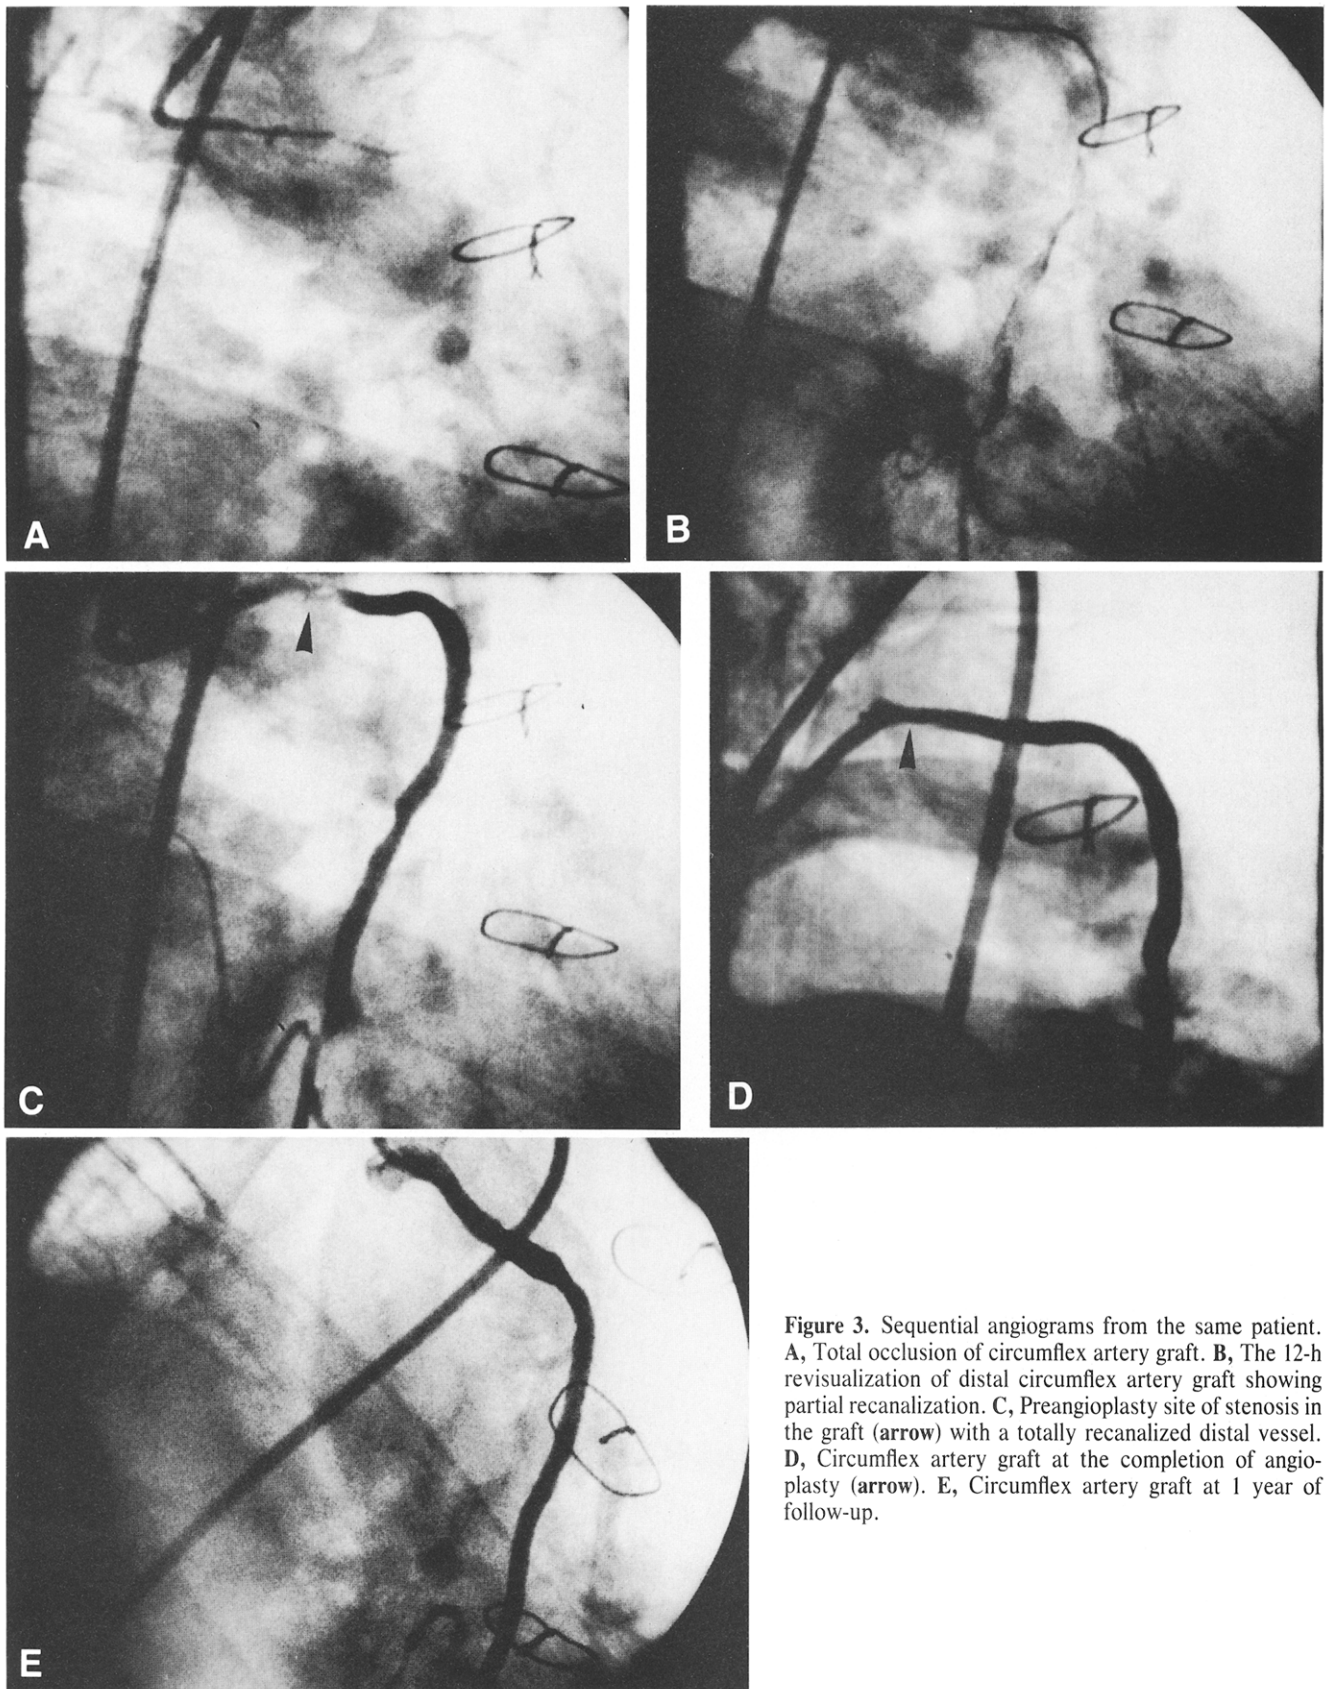 A
B
C
D
E
Figure 3. Sequential angiograms from the same patient.
A, Total occlusion of circumflex artery graft. B, The 12-h
revisualization of distal circumflex artery graft showing
partial recanalization. C, Preangioplasty site of stenosis in
the graft (arrow) with a totally recanalized distal vessel.
D, Circumflex artery graft at the completion of angio-
plasty (arrow). E, Circumflex artery graft at 1 year of
follow-up.